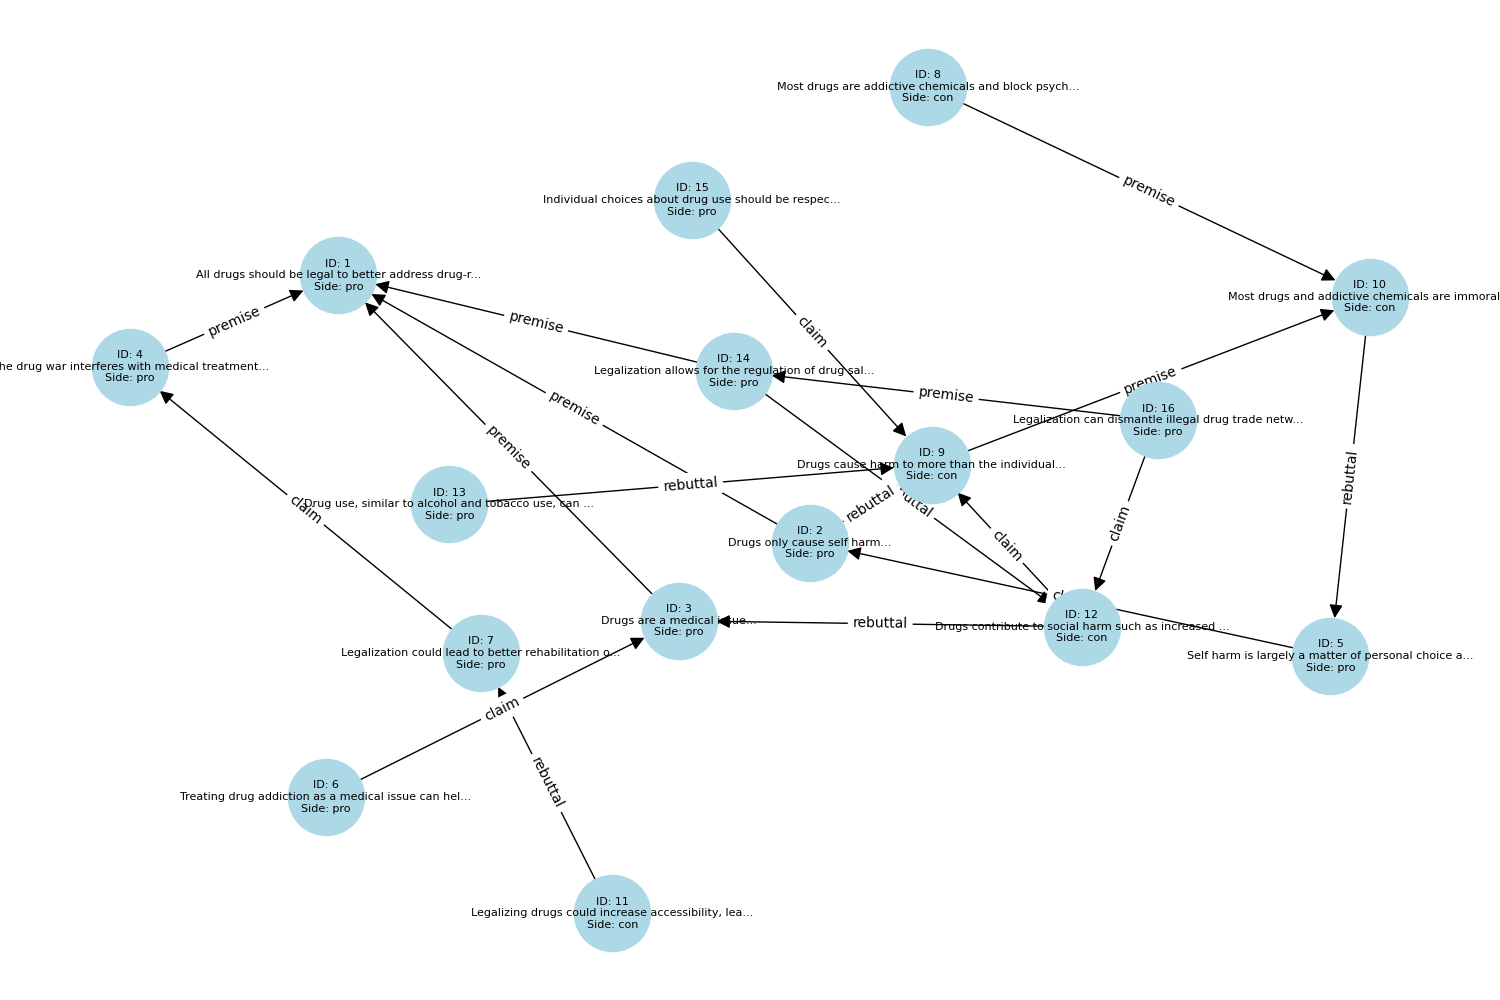 ID: 8
Most drugs are addictive chemicals and block psych...
Side: con
premise
ID: 15
Individual choices about drug use should be respec...
Side: pro
ID: 1
All drugs should be legal to better address drug-r...
Side: pro
ID: 10
Most drugs and addictive chemicals are immoral
Side: con
premise
premise
claim
ID: 4
he drug war interferes with medical treatment...
Side: pro
ID: 14
Legalization allows for the regulation of drug sal...
Side: pro
premise
premise
premise
ID: 16
Legalization can dismantle illegal drug trade netw...
Side: pro
premise
ID: 9
Drugs cause harm to more than the individual...
Side: con
rebuttal
rebuttal
ID: 13
Drug use, similar to alcohol and tobacco use, can ...
Side: pro
claim
rebuttal
claim
claim
ID: 2
Drugs only cause self harm...
Side: pro
ID: 3
Drugs are a medical issue...
Side: pro
rebuttal
ID: 12
Drugs contribute to social harm such as increased ...
Side: con
ID: 7
Legalization could lead to better rehabilitation o...
Side: pro
ID: 5
Self harm is largely a matter of personal choice a...
Side: pro
claim
ID: 6
Treating drug addiction as a medical issue can hel...
Side: pro
rebuttal
ID: 11
Legalizing drugs could increase accessibility, lea...
Side: con